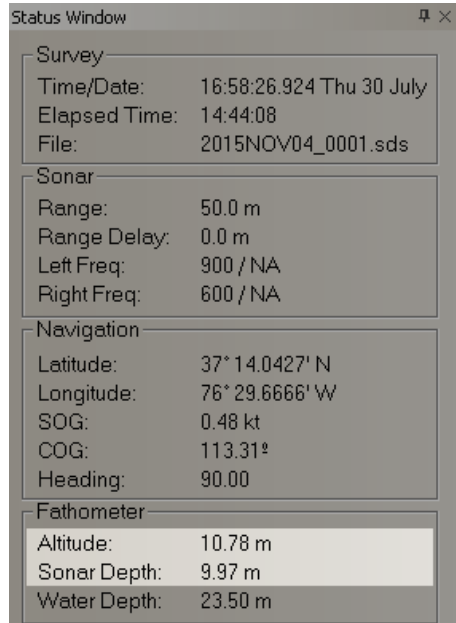 Status Window
Survey
Time/Date: 16:58:26.924 Thu 30 July
Elapsed Time: 14:44:08
File: 2015NOV04_0001.sds
Sonar
Range: 50.0 m
Range Delay: 0.0 m
Left Freq: 900 / NA
Right Freq: 600 / NA
Navigation
Latitude: 37° 14.0427' N
Longitude: 76° 29.6666' W
SOG: 0.48 kt
COG: 113.31º
Heading: 90.00
Fathometer
Altitude: 10.78 m
Sonar Depth: 9.97 m
Water Depth: 23.50 m